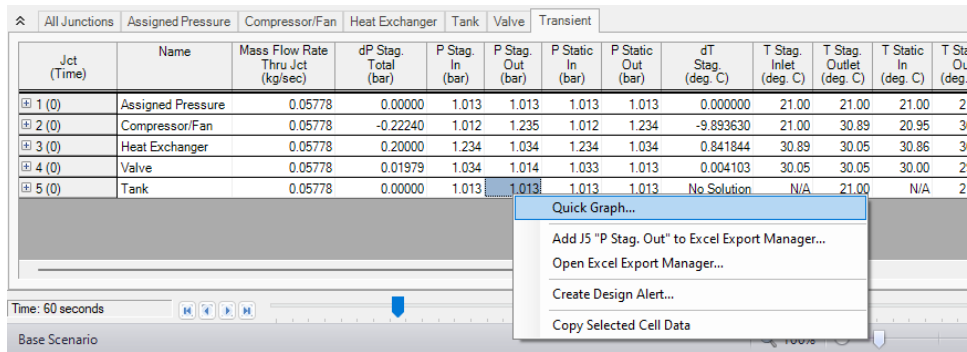 All Junctions Assigned Pressure Compressor/Fan Heat Exchanger Tank Valve Transient
Jct Name Mass Flow Rate dP Stag. P Stag. P Stag. P Static P Static dT T Stag. T Stag. T Static
(Time) Thru Jct Total In Out In Out Stag. Inlet Outlet In
(kg/sec) (bar) (bar) (bar) (bar) (bar) (deg. C) (deg. C) (deg. C) (deg. C)
1 (0) Assigned Pressure 0.05778 0.00000 1.013 1.013 1.013 1.013 0.000000 21.00 21.00 21.00
2 (0) Compressor/Fan 0.05778 -0.22240 1.012 1.235 1.012 1.234 -9.893630 21.00 30.89 20.95
3 (0) Heat Exchanger 0.05778 0.20000 1.234 1.034 1.234 1.034 0.841844 30.89 30.05 30.86
4 (0) Valve 0.05778 0.01979 1.034 1.014 1.033 1.013 0.004103 30.05 30.05 30.00
5 (0) Tank 0.05778 0.00000 1.013 1.013 1.013 1.013 No Solution N/A 21.00 N/A
Quick Graph...
Add J5 "P Stag. Out" to Excel Export Manager...
Open Excel Export Manager...
Create Design Alert...
Copy Selected Cell Data
Time: 60 seconds
Base Scenario 100%